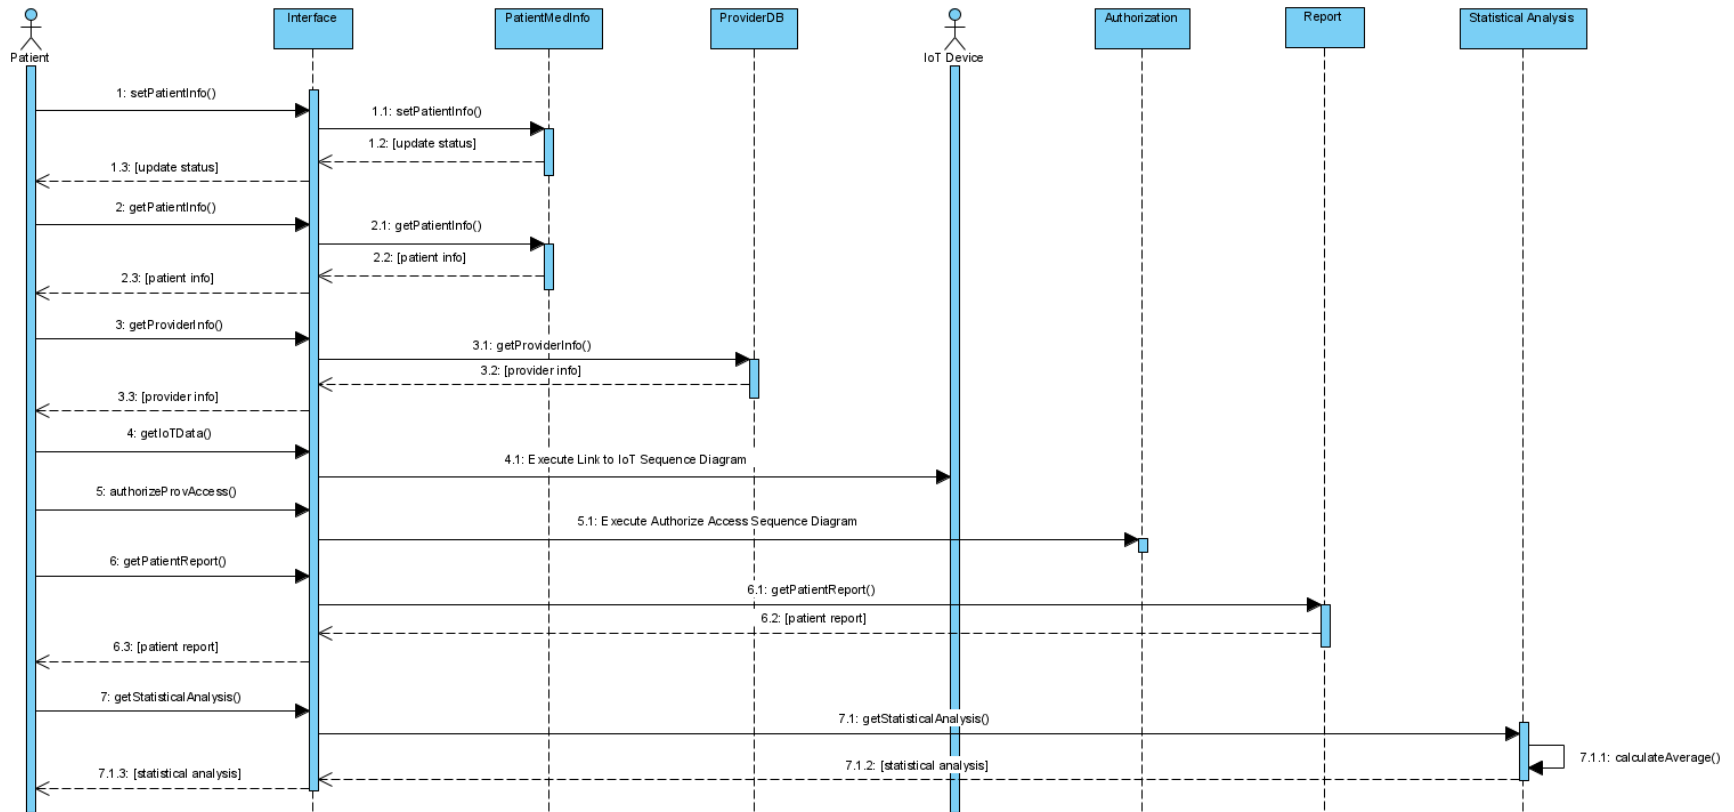 Patient
Interface
PatientMedInfo
ProviderDB
IoT Device
Authorization
Report
Statistical Analysis
1: setPatientInfo()
1.1: setPatientInfo()
1.2: [update status]
1.3: [update status]
2: getPatientInfo()
2.1: getPatientInfo()
2.2: [patient info]
2.3: [patient info]
3: getProviderInfo()
3.1: getProviderInfo()
3.2: [provider info]
3.3: [provider info]
4: getIoTData()
4.1: Execute Link to IoT Sequence Diagram
5: authorizeProvAccess()
5.1: Execute Authorize Access Sequence Diagram
6: getPatientReport()
6.1: getPatientReport()
6.2: [patient report]
6.3: [patient report]
7: getStatisticalAnalysis()
7.1: getStatisticalAnalysis()
7.1.1: calculateAverage()
7.1.2: [statistical analysis]
7.1.3: [statistical analysis]